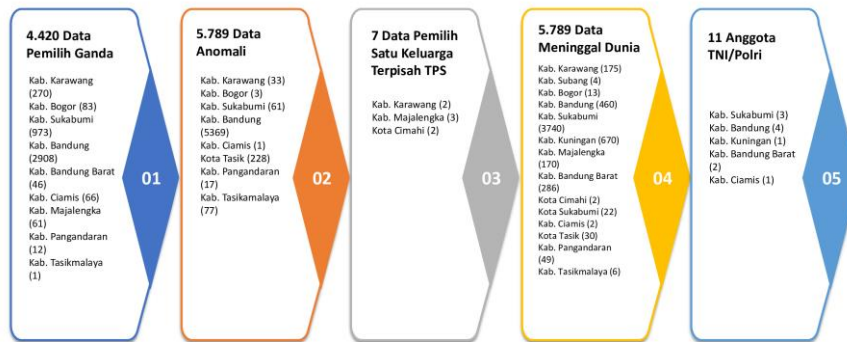 4.420 Data
Pemilih Ganda
Kab. Karawang
(270)
Kab. Bogor (83)
Kab. Sukabumi
(973)
Kab. Bandung
(2908)
Kab. Bandung Barat
(46)
Kab. Ciamis (66)
Kab. Majalengka
(61)
Kab. Pangandaran
(12)
Kab. Tasikmalaya
(1)
01
5.789 Data
Anomali
Kab. Karawang (33)
Kab. Bogor (3)
Kab. Sukabumi (61)
Kab. Bandung
(5369)
Kab. Ciamis (1)
Kota Tasik (228)
Kab. Pangandaran
(17)
Kab. Tasikamalaya
(77)
02
7 Data Pemilih
Satu Keluarga
Terpisah TPS
Kab. Karawang (2)
Kab. Majalengka (3)
Kota Cimahi (2)
03
5.789 Data
Meninggal Dunia
Kab. Karawang (175)
Kab. Subang (4)
Kab. Bogor (13)
Kab. Bandung (460)
Kab. Sukabumi
(3740)
Kab. Kuningan (670)
Kab. Majalengka
(170)
Kab. Bandung Barat
(286)
Kota Cimahi (2)
Kota Sukabumi (22)
Kab. Ciamis (2)
Kota Tasik (30)
Kab. Pangandaran
(49)
Kab. Tasikmalaya (6)
04
11 Anggota
TNI/Polri
Kab. Sukabumi (3)
Kab. Bandung (4)
Kab. Kuningan (1)
Kab. Bandung Barat
(2)
Kab. Ciamis (1)
05